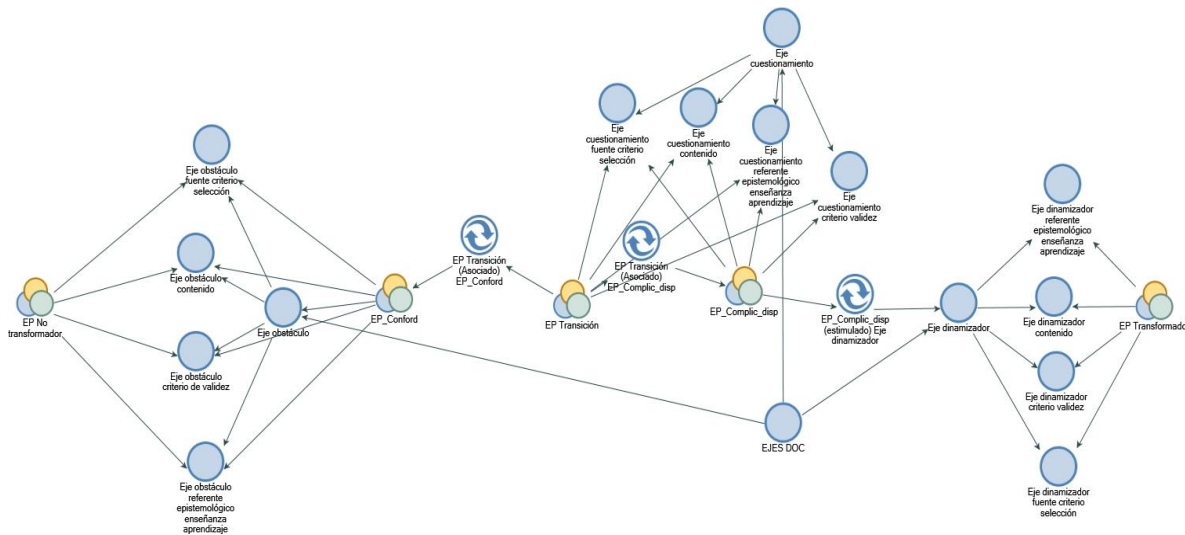 Eje
cuestionamiento
Eje
cuestionamiento
fuente criterio
selección
Eje
cuestionamiento
contenido
Eje
cuestionamiento
referente
epistemológico
enseñanza
aprendizaje
Eje
cuestionamiento
criterio validez
Eje obstáculo
fuente criterio
selección
Eje obstáculo
contenido
EP No
transformador
Eje obstáculo
EP_Conford
Eje obstáculo
criterio de validez
Eje obstáculo
referente
epistemológico
enseñanza
aprendizaje
EP Transición
(Asociado)
EP_Conford
EP Transición
EP Transición
(Asociado)
EP_Complic_disp
EP_Complic_disp
EP_Complic_disp
(estimulado) Eje
dinamizador
Eje dinamizador
Eje dinamizador
referente
epistemológico
enseñanza
aprendizaje
Eje dinamizador
contenido
EP Transformado
Eje dinamizador
criterio validez
Eje dinamizador
fuente criterio
selección
EJES DOC